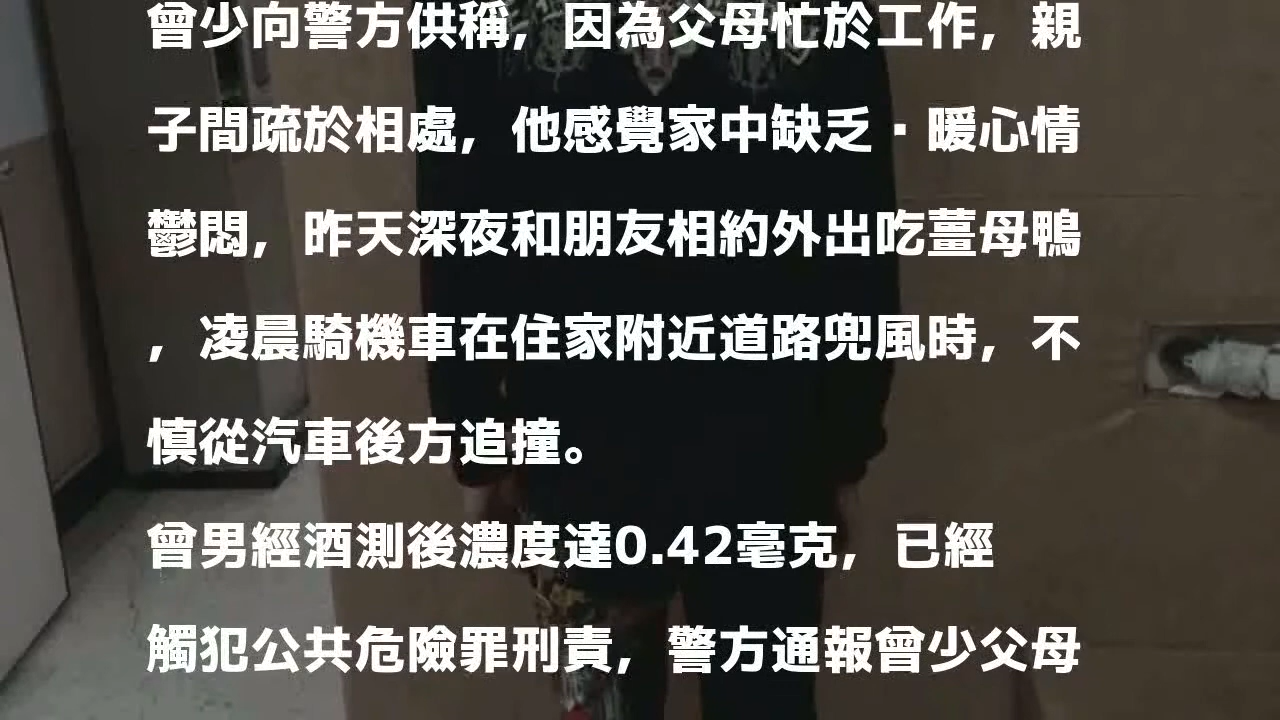 曾少向警方供稱，因為父母忙於工作，親
子間疏於相處，他感覺家中缺乏·暖心情
鬱悶，昨天深夜和朋友相約外出吃薑母鴨
，凌晨騎機車在住家附近道路兜風時，不
慎從汽車後方追撞。
曾男經酒測後濃度達0.42毫克，已經
觸犯公共危險罪刑責，警方通報曾少父母